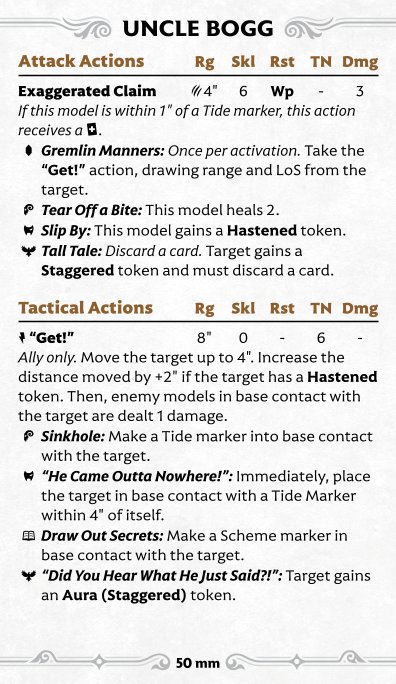 UNCLE BOGG
Attack Actions Rg Skl Rst TN Dmg
Exaggerated Claim 4" 6 Wp - 3
If this model is within 1" of a Tide marker, this action
receives a .
Gremlin Manners: Once per activation. Take the
“Get!” action, drawing range and LoS from the
target.
Tear Off a Bite: This model heals 2.
Slip By: This model gains a Hastened token.
Tall Tale: Discard a card. Target gains a
Staggered token and must discard a card.
Tactical Actions Rg Skl Rst TN Dmg
“Get!” 8" 0 - 6 -
Ally only. Move the target up to 4". Increase the
distance moved by +2" if the target has a Hastened
token. Then, enemy models in base contact with
the target are dealt 1 damage.
Sinkhole: Make a Tide marker into base contact
with the target.
“He Came Outta Nowhere!”: Immediately, place
the target in base contact with a Tide Marker
within 4" of itself.
Draw Out Secrets: Make a Scheme marker in
base contact with the target.
“Did You Hear What He Just Said?!”: Target gains
an Aura (Staggered) token.
50 mm